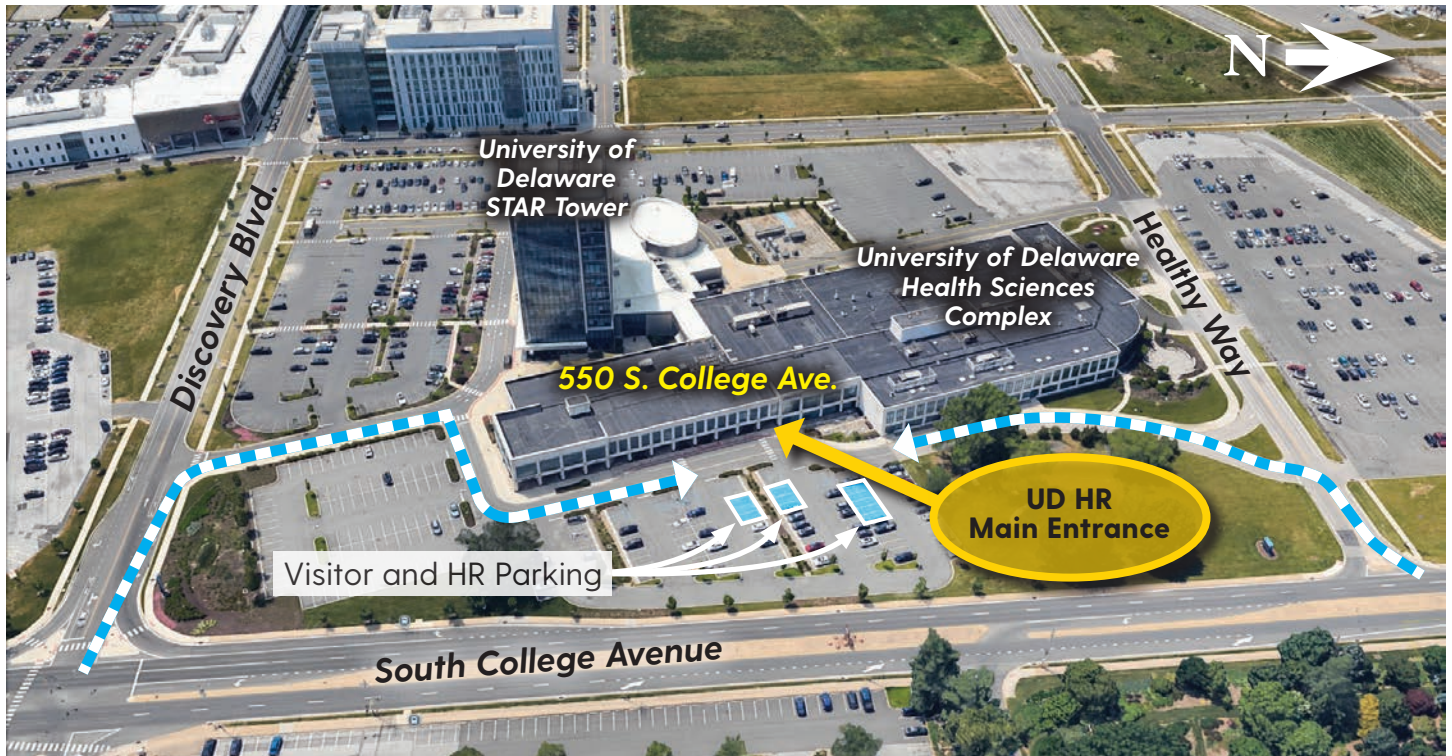 N
University of
Delaware
STAR Tower
Discovery Blvd.
University of Delaware
Health Sciences
Complex
Healthy Way
550 S. College Ave.
UD HR
Main Entrance
Visitor and HR Parking
South College Avenue